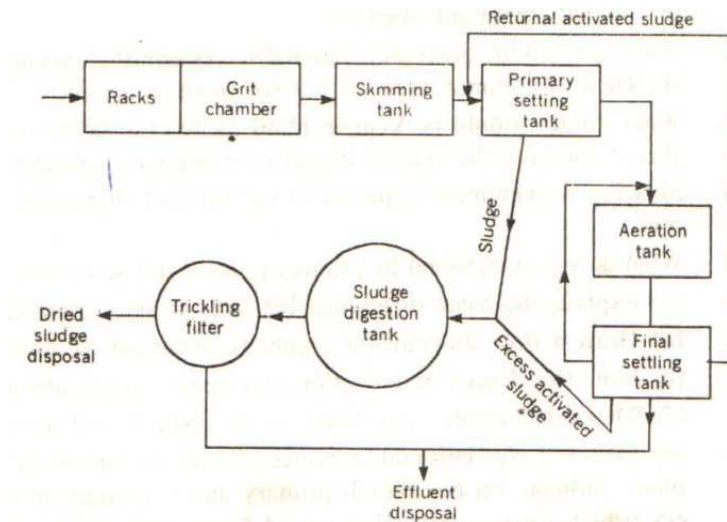 Returnal activated sludge
Racks
Grit
chamber
Skmming
tank
Primary
setting
tank
Sludge
Aeration
tank
Dried
sludge
disposal
Trickling
filter
Sludge
digestion
tank
Excess activated
sludge
Final
settling
tank
Effluent
disposal